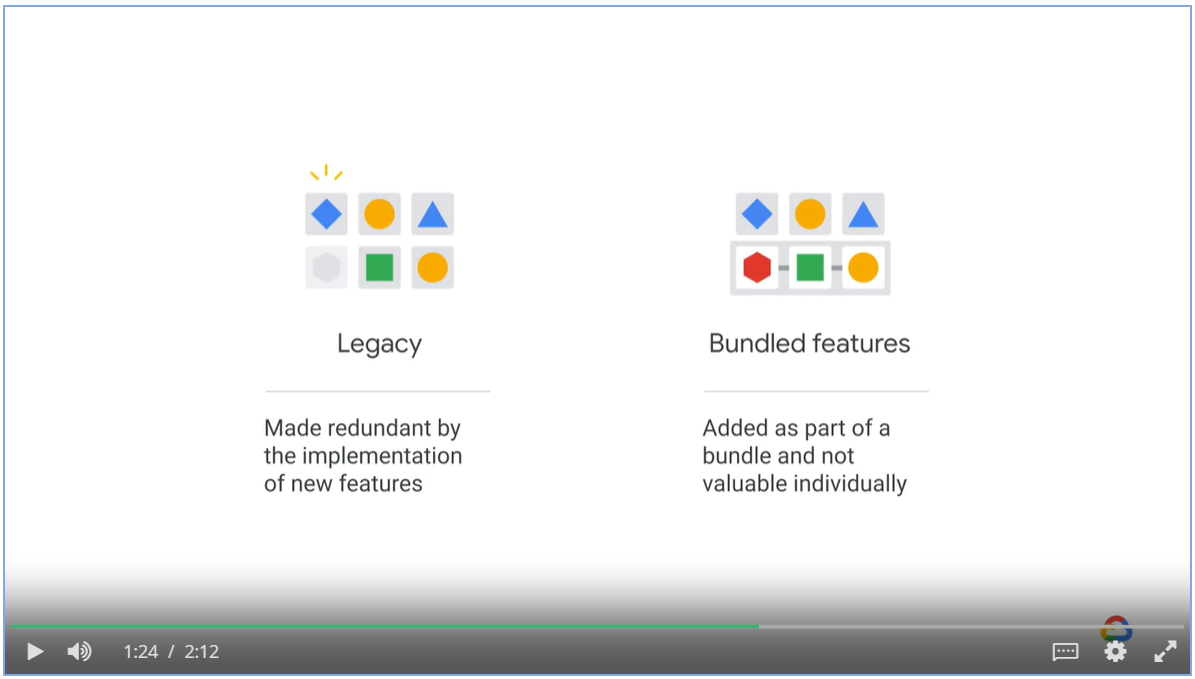 Legacy
Made redundant by
the implementation
of new features
Bundled features
Added as part of a
bundle and not
valuable individually
1:24 / 2:12